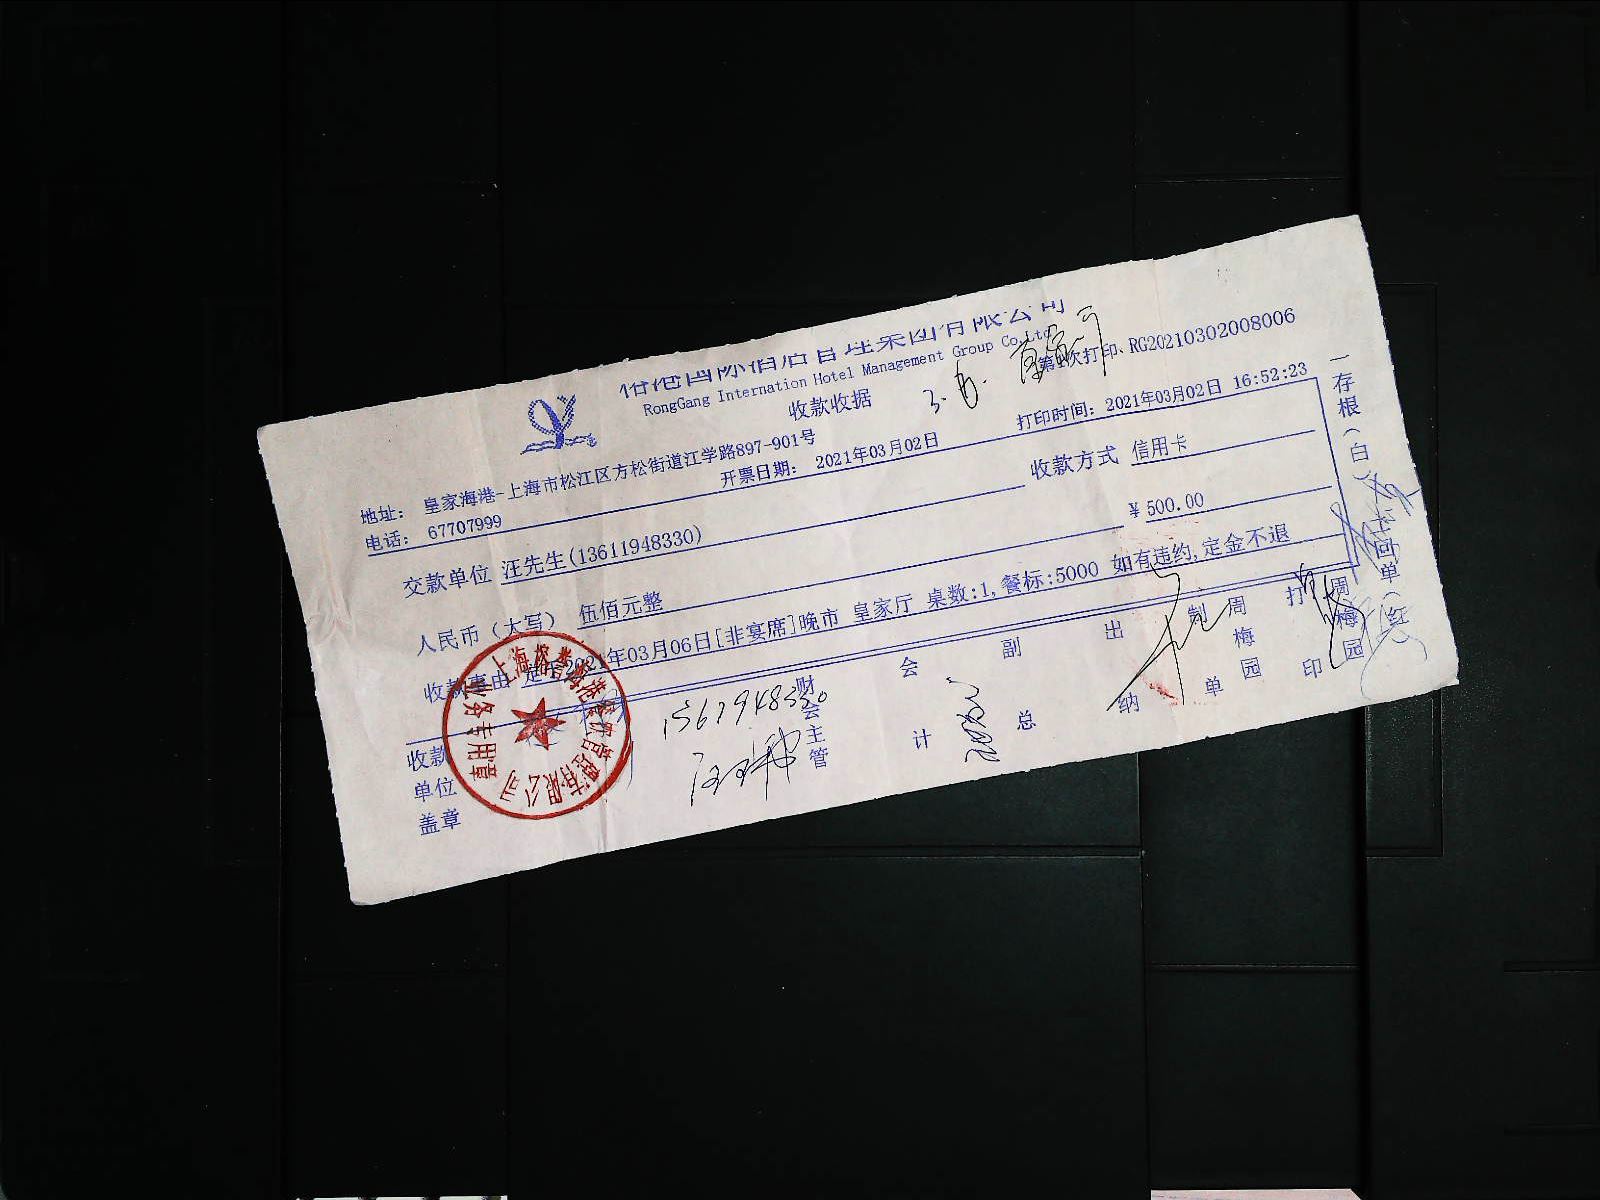 RongGang Internation Hotel Management Group Co,Ltd
收款收据
第1次打印 RG20210302008006
地址: 皇家海港-上海市松江区方松街道江学路897-901号
电话: 67707999
开票日期: 2021年03月02日
打印时间: 2021年03月02日 16:52:23
交款单位 汪先生(13611948330)
收款方式 信用卡
人民币(大写) 伍佰元整
¥ 500.00
收款事由 定金2021年03月06日[非宴席]晚市 皇家厅 桌数:1,餐标:5000 如有违约,定金不退
收款单位盖章
财会主管
会计
副总
出纳
制单 周梅园
打印 周梅园
一存根(白)
回单(红)
业务专用章